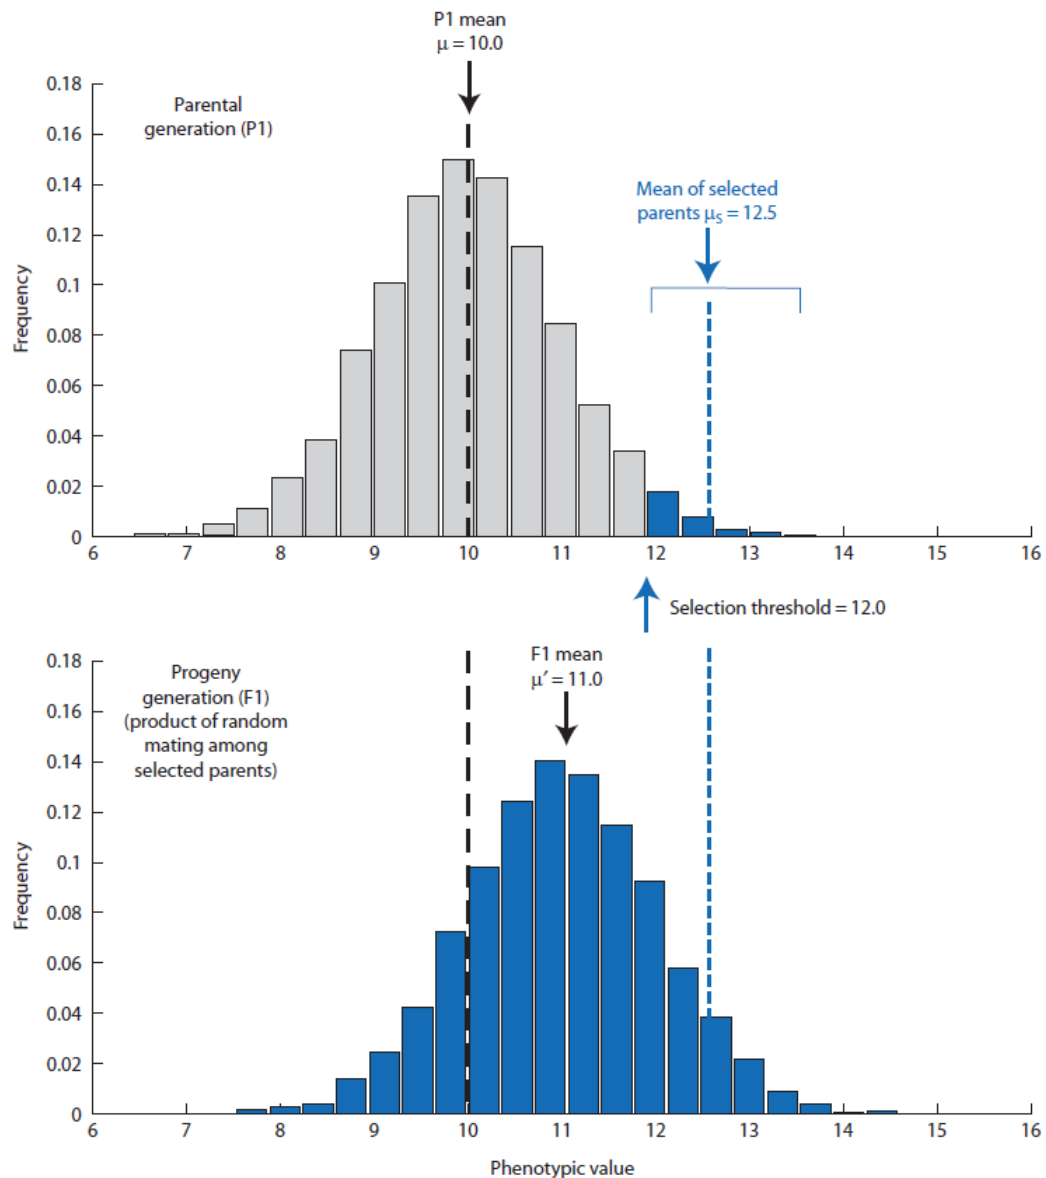 P1 mean
μ = 10.0
Parental
generation (P1)
Mean of selected
parents μS = 12.5
Frequency
0.18
0.16
0.14
0.12
0.1
0.08
0.06
0.04
0.02
0
6 7 8 9 10 11 12 13 14 15 16
Selection threshold = 12.0
Progeny
generation (F1)
(product of random
mating among
selected parents)
F1 mean
μ′ = 11.0
Frequency
0.18
0.16
0.14
0.12
0.1
0.08
0.06
0.04
0.02
0
6 7 8 9 10 11 12 13 14 15 16
Phenotypic value